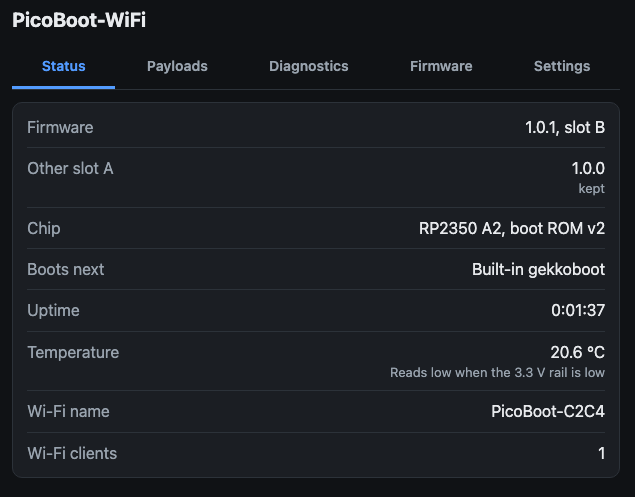 PicoBoot-WiFi
Status Payloads Diagnostics Firmware Settings
Firmware 1.0.1, slot B
Other slot A 1.0.0
kept
Chip RP2350 A2, boot ROM v2
Boots next Built-in gekkoboot
Uptime 0:01:37
Temperature 20.6 °C
Reads low when the 3.3 V rail is low
Wi-Fi name PicoBoot-C2C4
Wi-Fi clients 1